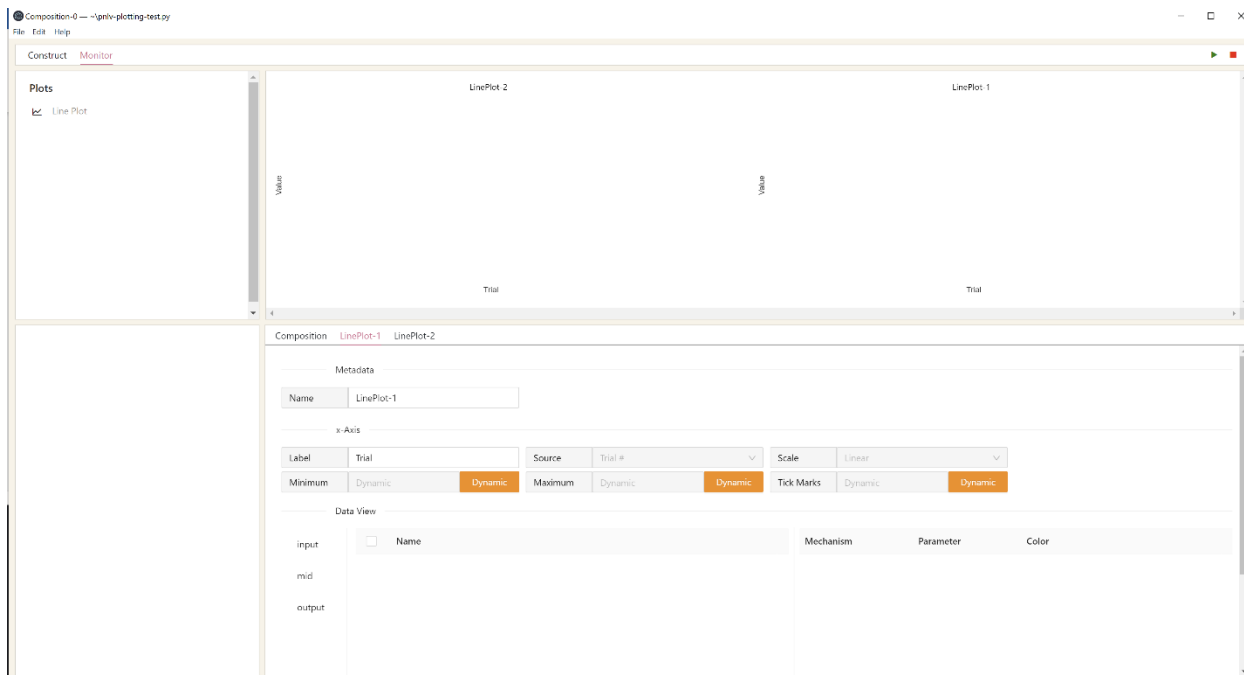 Composition-0 — ~\pnlv-plotting-test.py
File Edit Help
Construct Monitor
Plots
Line Plot
LinePlot-2
Value
Trial
LinePlot-1
Value
Trial
Composition LinePlot-1 LinePlot-2
Metadata
Name LinePlot-1
x-Axis
Label Trial Source Trial # Scale Linear
Minimum Dynamic Dynamic Maximum Dynamic Dynamic Tick Marks Dynamic Dynamic
Data View
input
mid
output
Name
Mechanism Parameter Color